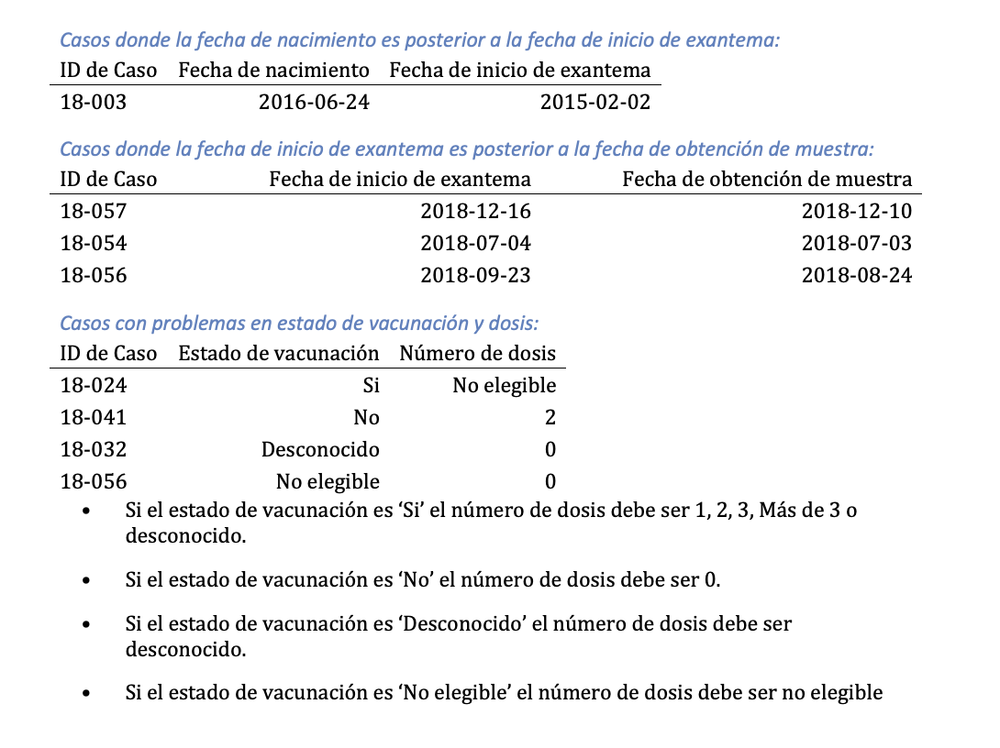 Casos donde la fecha de nacimiento es posterior a la fecha de inicio de exantema:
ID de Caso Fecha de nacimiento Fecha de inicio de exantema
18-003 2016-06-24 2015-02-02
Casos donde la fecha de inicio de exantema es posterior a la fecha de obtención de muestra:
ID de Caso Fecha de inicio de exantema Fecha de obtención de muestra
18-057 2018-12-16 2018-12-10
18-054 2018-07-04 2018-07-03
18-056 2018-09-23 2018-08-24
Casos con problemas en estado de vacunación y dosis:
ID de Caso Estado de vacunación Número de dosis
18-024 Si No elegible
18-041 No 2
18-032 Desconocido 0
18-056 No elegible 0
• Si el estado de vacunación es ‘Si’ el número de dosis debe ser 1, 2, 3, Más de 3 o
desconocido.
• Si el estado de vacunación es ‘No’ el número de dosis debe ser 0.
• Si el estado de vacunación es ‘Desconocido’ el número de dosis debe ser
desconocido.
• Si el estado de vacunación es ‘No elegible’ el número de dosis debe ser no elegible